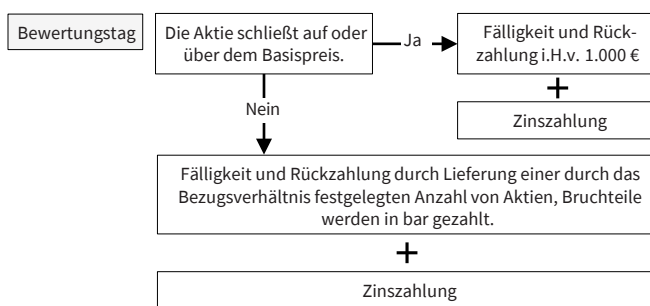 Bewertungstag
Die Aktie schließt auf oder
über dem Basispreis.
Ja
Fälligkeit und Rück-
zahlung i.H.v. 1.000 €
+
Zinszahlung
Nein
Fälligkeit und Rückzahlung durch Lieferung einer durch das
Bezugsverhältnis festgelegten Anzahl von Aktien, Bruchteile
werden in bar gezahlt.
+
Zinszahlung